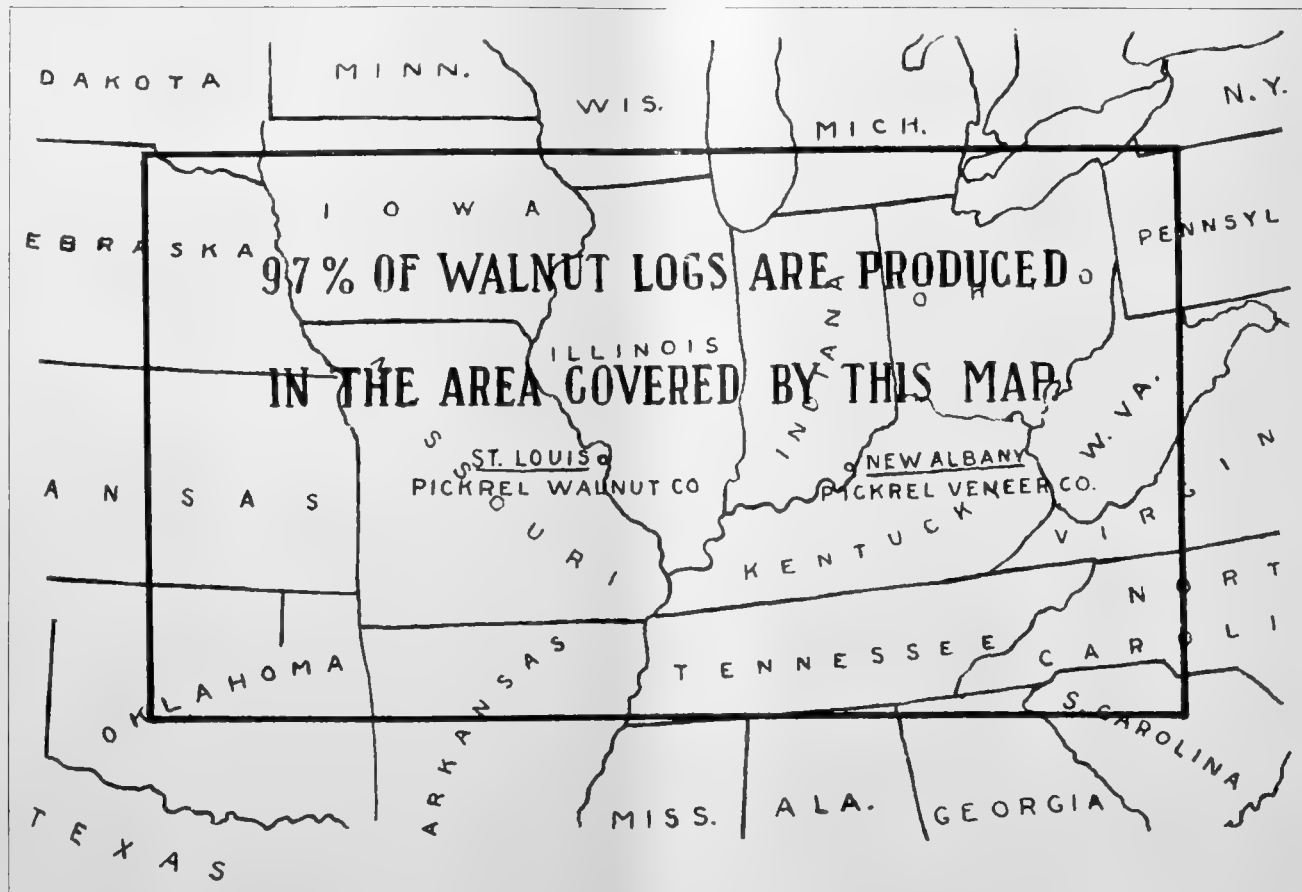 DAKOTA
MINN.
WIS.
MICH.
N.Y.
IOWA
EBRASKA
PENNSYL
97% OF WALNUT LOGS ARE PRODUCED
OHIO
ILLINOIS
INDIANA
IN THE AREA COVERED BY THIS MAP
W. VA.
ST. LOUIS
NEW ALBANY
PICKREL WALNUT CO
PICKREL VENEER CO.
ANSAS
MISSOURI
KENTUCKY
VIRGIN
NORT
OKLAHOMA
ARKANSAS
TENNESSEE
CAROLI
S. CAROLINA
TEXAS
MISS.
ALA.
GEORGIA